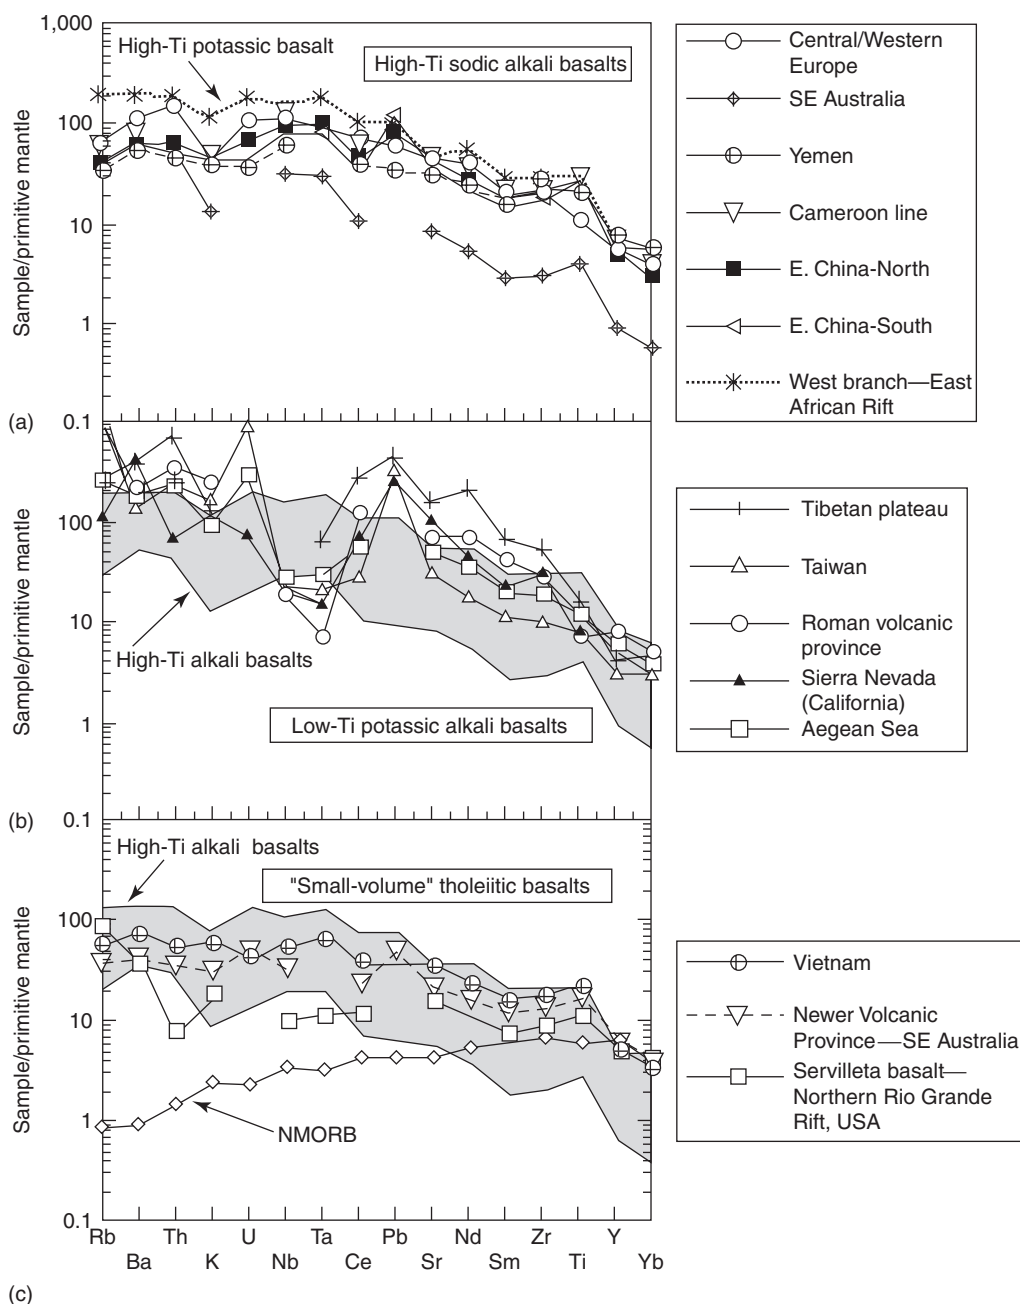 1,000
High-Ti potassic basalt
High-Ti sodic alkali basalts
100
10
1
Sample/primitive mantle
(a)
0.1
Central/Western
Europe
SE Australia
Yemen
Cameroon line
E. China-North
E. China-South
West branch—East
African Rift
100
10
1
Sample/primitive mantle
High-Ti alkali basalts
Low-Ti potassic alkali basalts
(b)
0.1
Tibetan plateau
Taiwan
Roman volcanic
province
Sierra Nevada
(California)
Aegean Sea
High-Ti alkali basalts
"Small-volume" tholeiitic basalts
100
10
1
0.1
Sample/primitive mantle
NMORB
Vietnam
Newer Volcanic
Province—SE Australia
Servilleta basalt—
Northern Rio Grande
Rift, USA
Rb Th U Ta Pb Nd Zr Y
Ba K Nb Ce Sr Sm Ti Yb
(c)